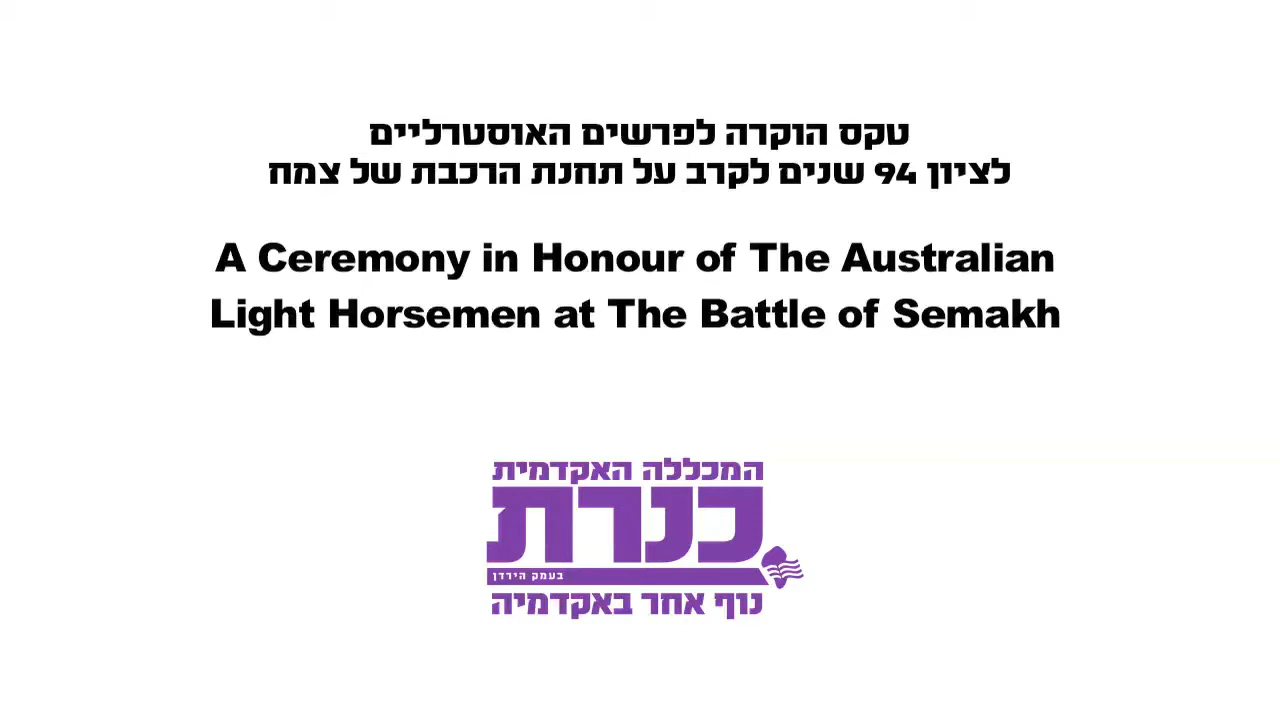 טקס הוקרה לפרשים האוסטרליים
לציון 94 שנים לקרב על תחנת הרכבת של צמח
A Ceremony in Honour of The Australian
Light Horsemen at The Battle of Semakh
המכללה האקדמית
כנרת
בעמק הירדן
נוף אחר באקדמיה